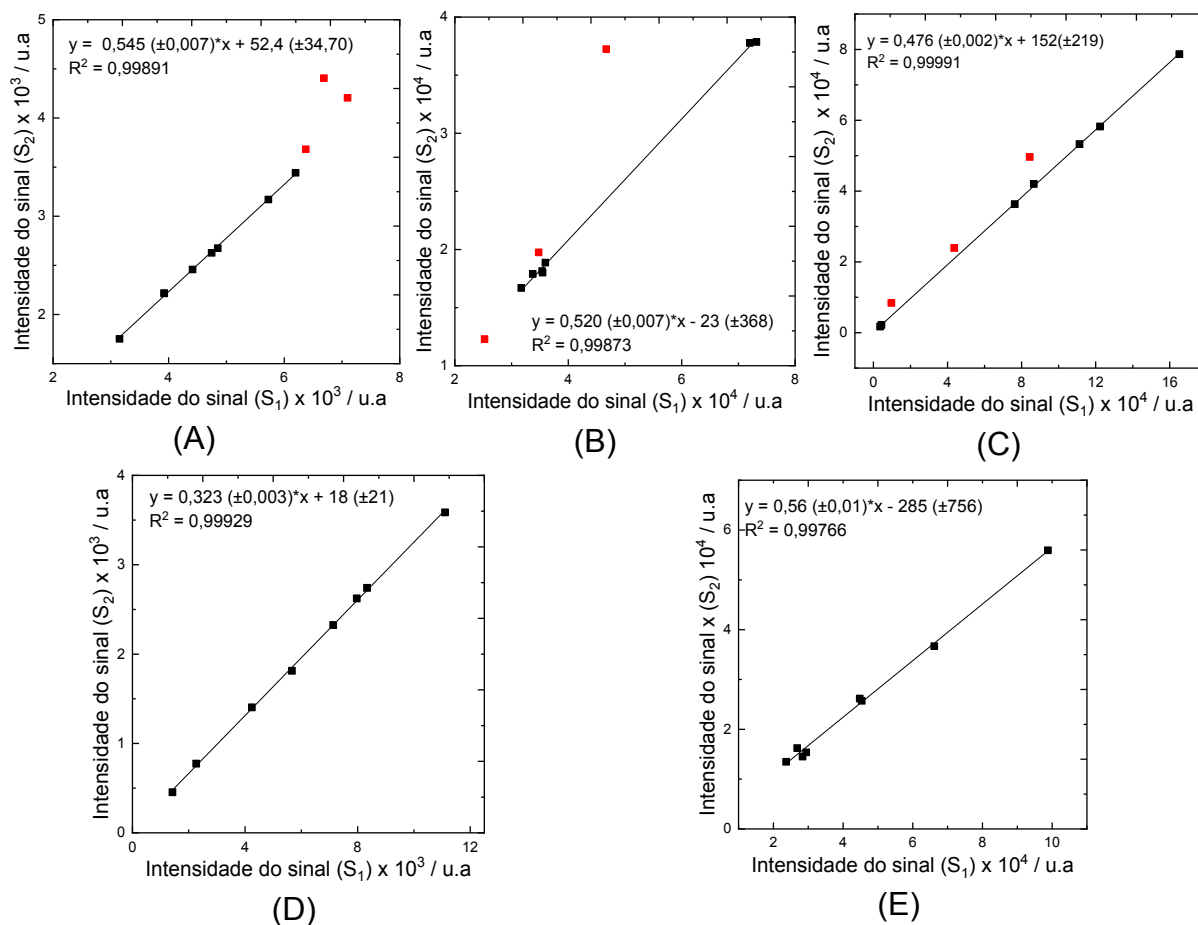 y = 0,545 (±0,007)*x + 52,4 (±34,70)
R² = 0,99891
Intensidade do sinal (S₂) x 10³ / u.a
5
4
3
2
2 4 6 8
Intensidade do sinal (S₁) x 10³ / u.a
(A)
Intensidade do sinal (S₂) x 10⁴ / u.a
4
3
2
1
y = 0,520 (±0,007)*x - 23 (±368)
R² = 0,99873
2 4 6 8
Intensidade do sinal (S₁) x 10⁴ / u.a
(B)
y = 0,476 (±0,002)*x + 152(±219)
R² = 0,99991
Intensidade do sinal (S₂) x 10⁴ / u.a
8
6
4
2
0
0 4 8 12 16
Intensidade do sinal (S₁) x 10⁴ / u.a
(C)
y = 0,323 (±0,003)*x + 18 (±21)
R² = 0,99929
Intensidade do sinal (S₂) x 10³ / u.a
4
3
2
1
0
0 4 8 12
Intensidade do sinal (S₁) x 10³ / u.a
(D)
y = 0,56 (±0,01)*x - 285 (±756)
R² = 0,99766
Intensidade do sinal x (S₂) 10⁴ / u.a
6
4
2
0
2 4 6 8 10
Intensidade do sinal (S₁) x 10⁴ / u.a
(E)